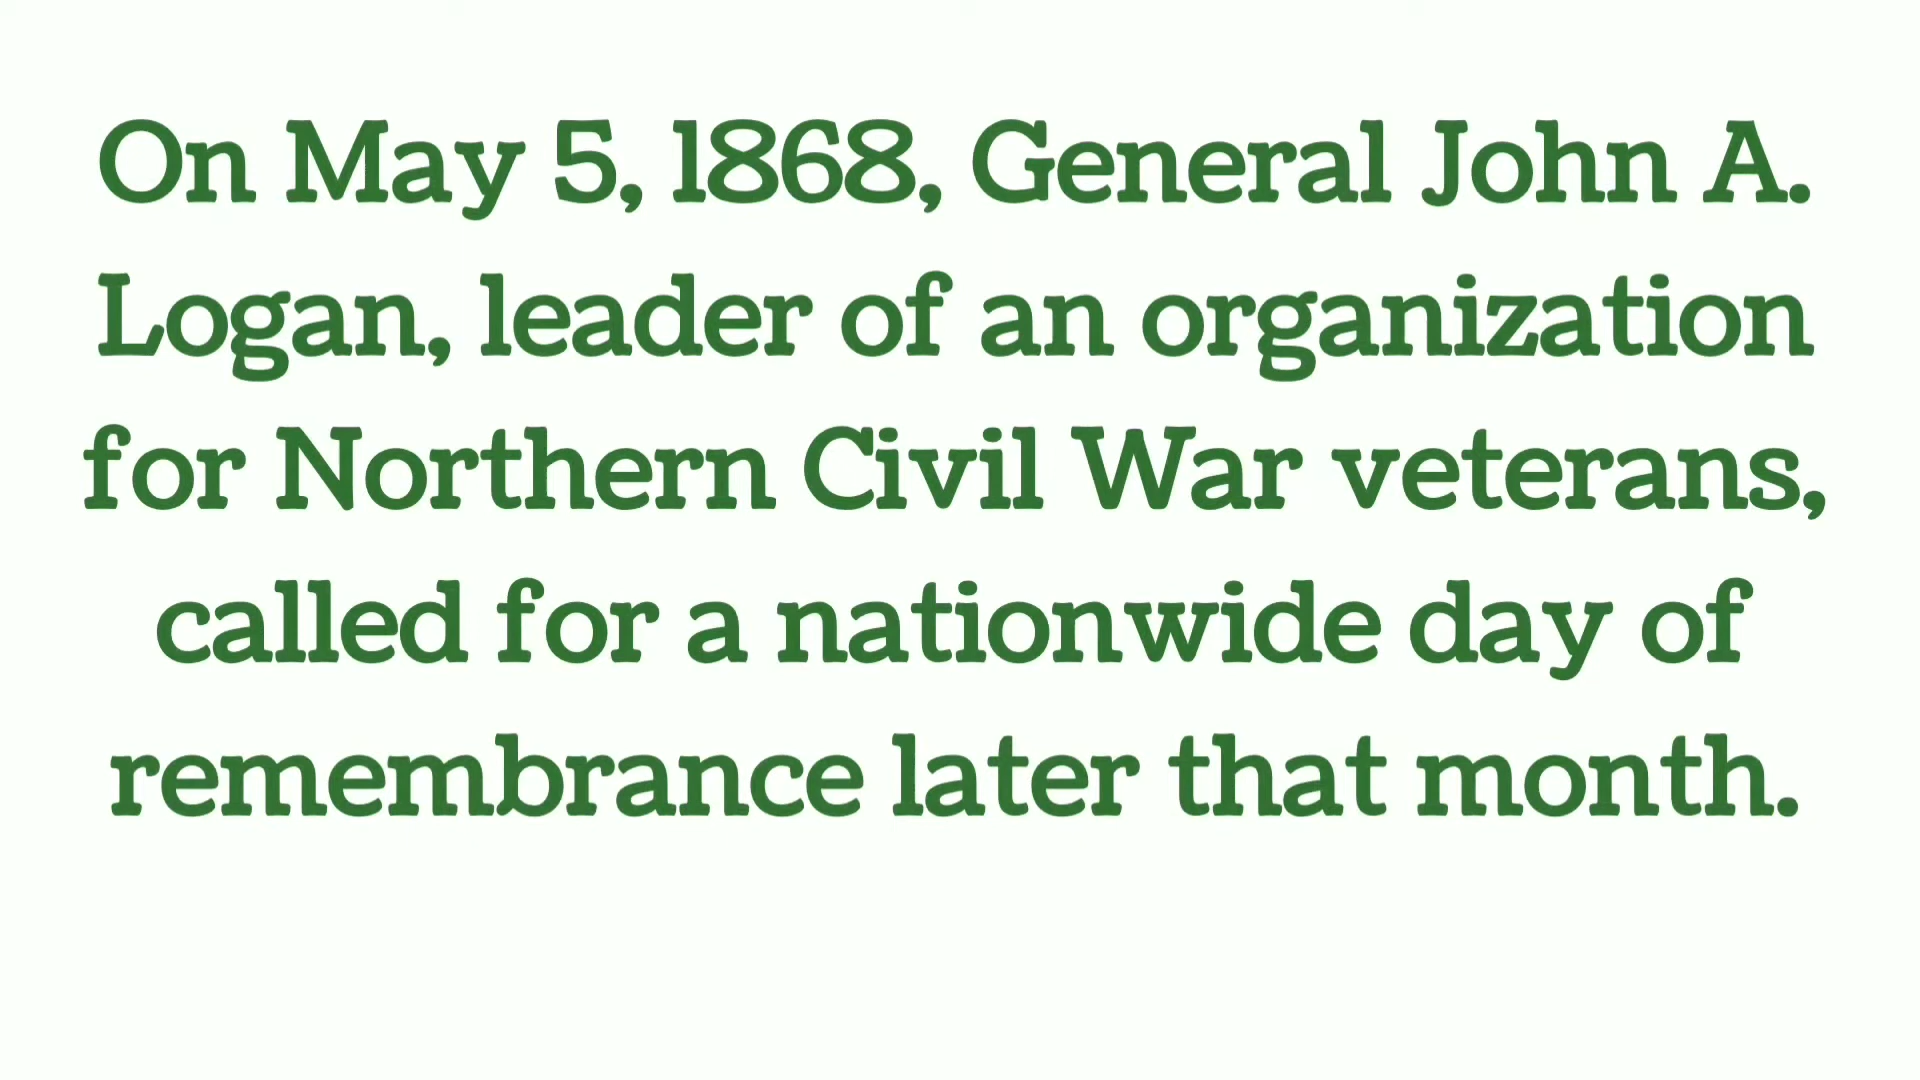 On May 5, 1868, General John A.
Logan, leader of an organization
for Northern Civil War veterans,
called for a nationwide day of
remembrance later that month.